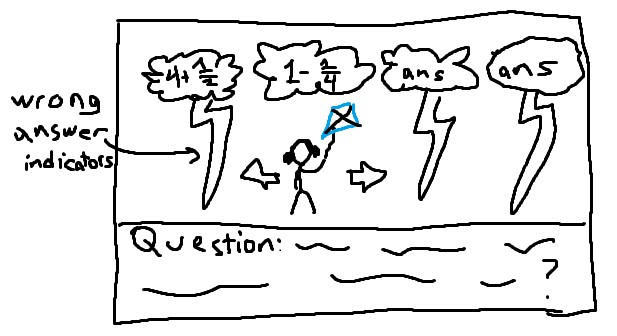 -4+1/2
1-3/4
ans
ans
wrong
answer
indicators
Question:
?